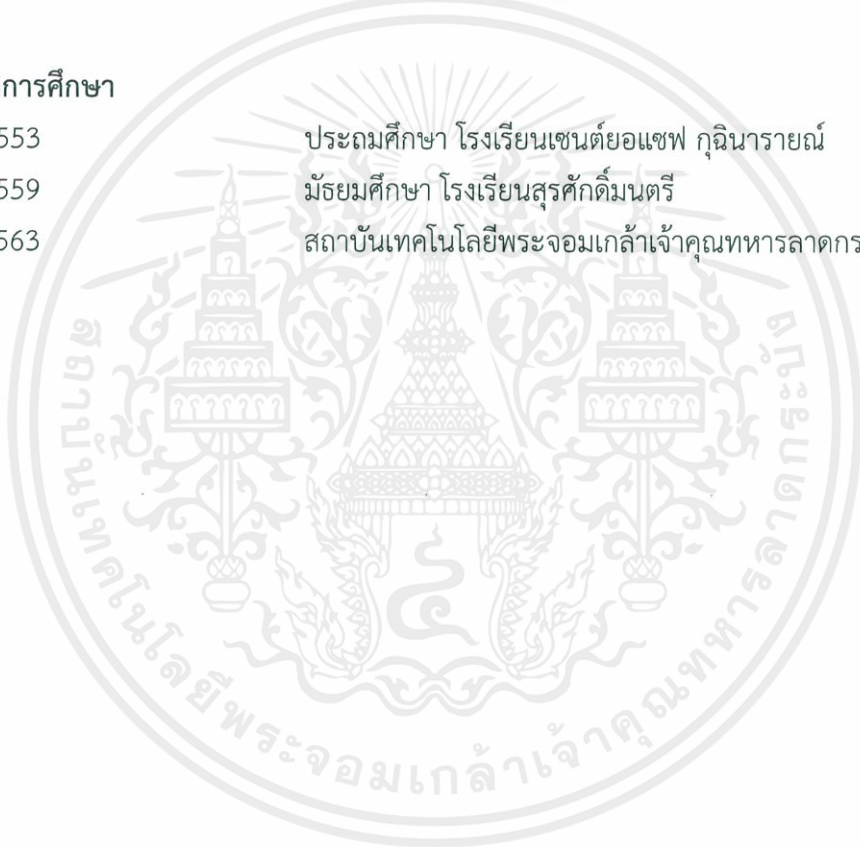 การศึกษา
553 ประถมศึกษา โรงเรียนเซนต์ยอแซฟ กุฉินารายณ์
559 มัธยมศึกษา โรงเรียนสุรศักดิ์มนตรี
563 สถาบันเทคโนโลยีพระจอมเกล้าเจ้าคุณทหารลาดกร
สถาบันเทคโนโลยีพระจอมเกล้าเจ้าคุณทหารลาดกระบัง
๔